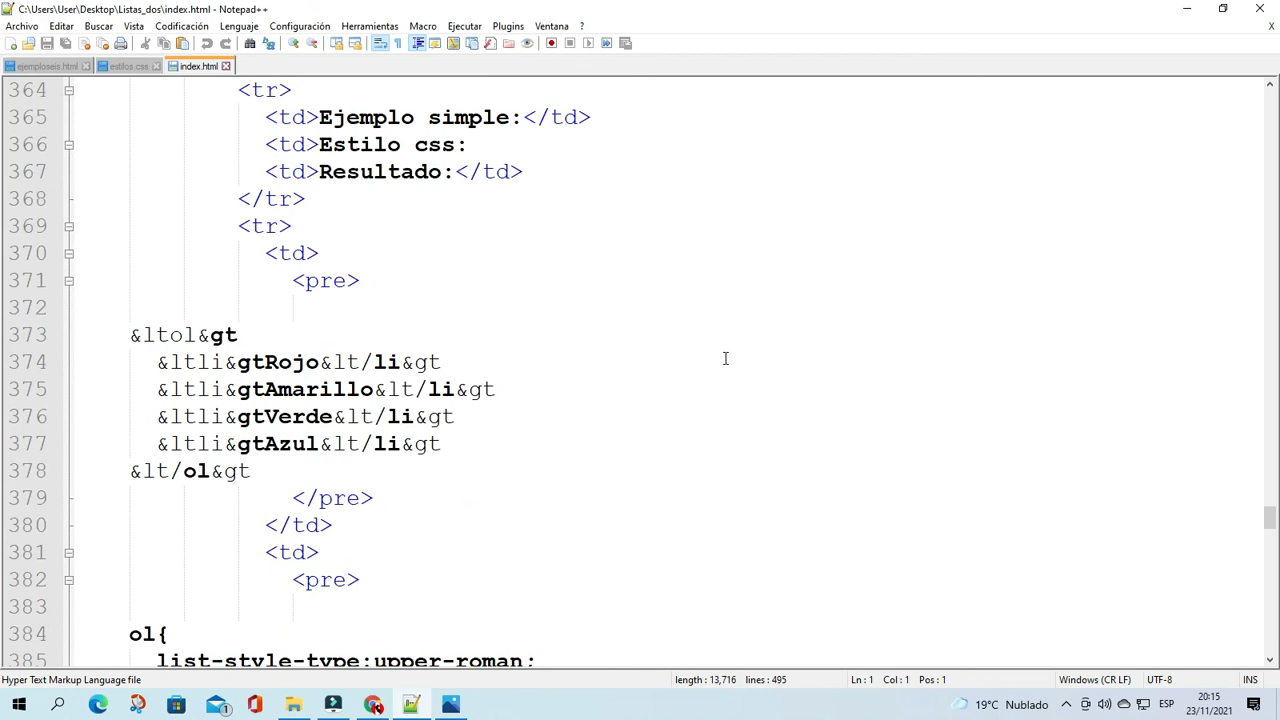 C:\Users\User\Desktop\Listas_dos\index.html - Notepad++
Archivo Editar Buscar Vista Codificación Lenguaje Configuración Herramientas Macro Ejecutar Plugins Ventana ? X
ejemploseis.html estilos.css index.html
364 <tr>
365 <td>Ejemplo simple:</td>
366 <td>Estilo css:
367 <td>Resultado:</td>
368 </tr>
369 <tr>
370 <td>
371 <pre>
372
373 &ltol&gt
374 &ltli&gtRojo&lt/li&gt
375 &ltli&gtAmarillo&lt/li&gt
376 &ltli&gtVerde&lt/li&gt
377 &ltli&gtAzul&lt/li&gt
378 &lt/ol&gt
379 </pre>
380 </td>
381 <td>
382 <pre>
383
384 ol{
385 list-style-type:upper-roman;
Hyper Text Markup Language file length : 13,716 lines : 495 Ln : 1 Col : 1 Pos : 1 Windows (CR LF) UTF-8 INS
19°C Nublado ESP 20:15
23/11/2021